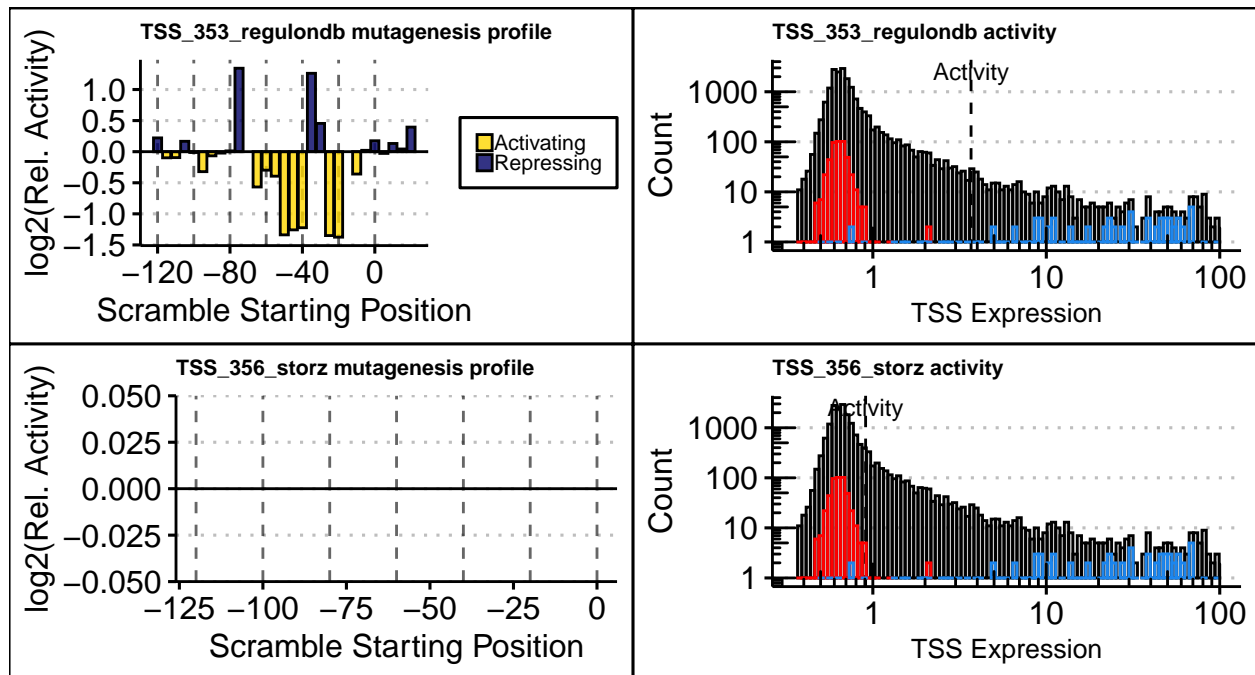 TSS_353_regulondb mutagenesis profile
log2(Rel. Activity)
1.0
0.5
0.0
−0.5
−1.0
−1.5
−120 −80 −40 0
Scramble Starting Position
Activating
Repressing
TSS_353_regulondb activity
Activity
Count
1000
100
10
1
1 10 100
TSS Expression
TSS_356_storz mutagenesis profile
log2(Rel. Activity)
0.050
0.025
0.000
−0.025
−0.050
−125 −100 −75 −50 −25 0
Scramble Starting Position
TSS_356_storz activity
Activity
Count
1000
100
10
1
1 10 100
TSS Expression